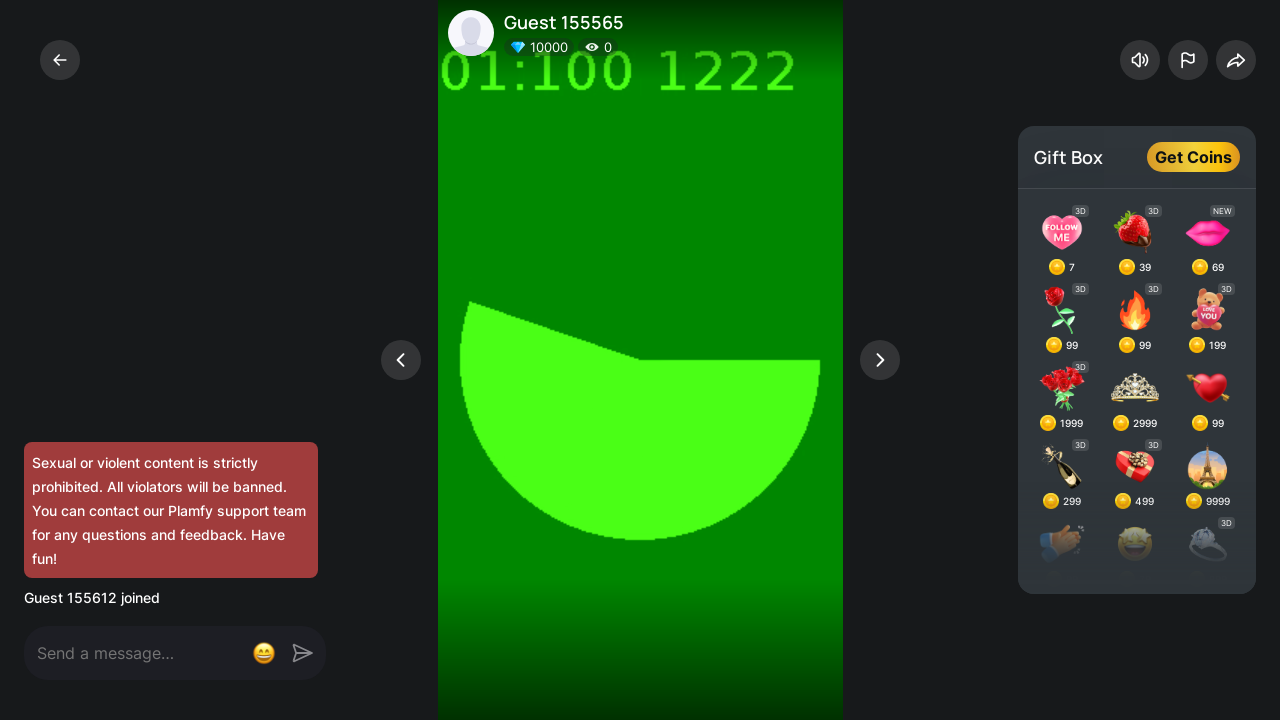 Guest 155565
10000
0
01:100 1222
Gift Box
Get Coins
3D
3D
NEW
FOLLOW
ME
7
39
69
3D
3D
3D
LOVE
YOU
99
99
199
3D
1999
2999
99
3D
3D
299
499
9999
3D
Sexual or violent content is strictly
prohibited. All violators will be banned.
You can contact our Plamfy support team
for any questions and feedback. Have
fun!
Guest 155612 joined
Send a message...